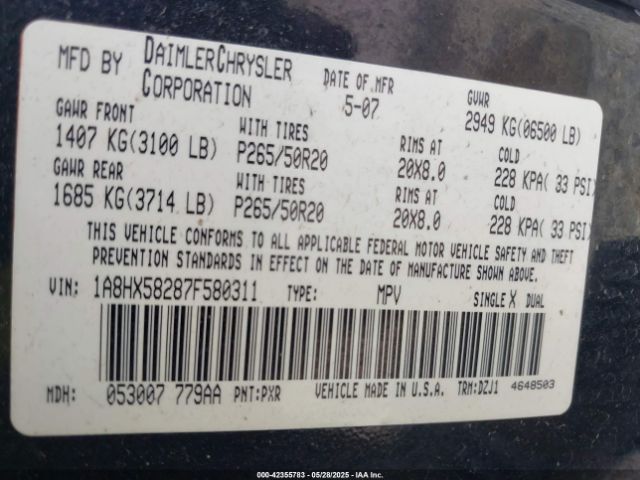 MFD BY DAIMLERCHRYSLER CORPORATION DATE OF MFR 5-07 GVWR 2949 KG(06500 LB)
GAWR FRONT WITH TIRES RIMS AT COLD
1407 KG(3100 LB) P265/50R20 20X8.0 228 KPA( 33 PSI)
GAWR REAR WITH TIRES RIMS AT COLD
1685 KG(3714 LB) P265/50R20 20X8.0 228 KPA( 33 PSI)
THIS VEHICLE CONFORMS TO ALL APPLICABLE FEDERAL MOTOR VEHICLE SAFETY AND THEFT
PREVENTION STANDARDS IN EFFECT ON THE DATE OF MANUFACTURE SHOWN ABOVE.
VIN: 1A8HX58287F580311 TYPE: MPV SINGLE X DUAL
MDH: 053007 779AA PNT:PXR VEHICLE MADE IN U.S.A. TRM:DZJ1 4648503
000-42355783 - 05/28/2025 - IAA Inc.